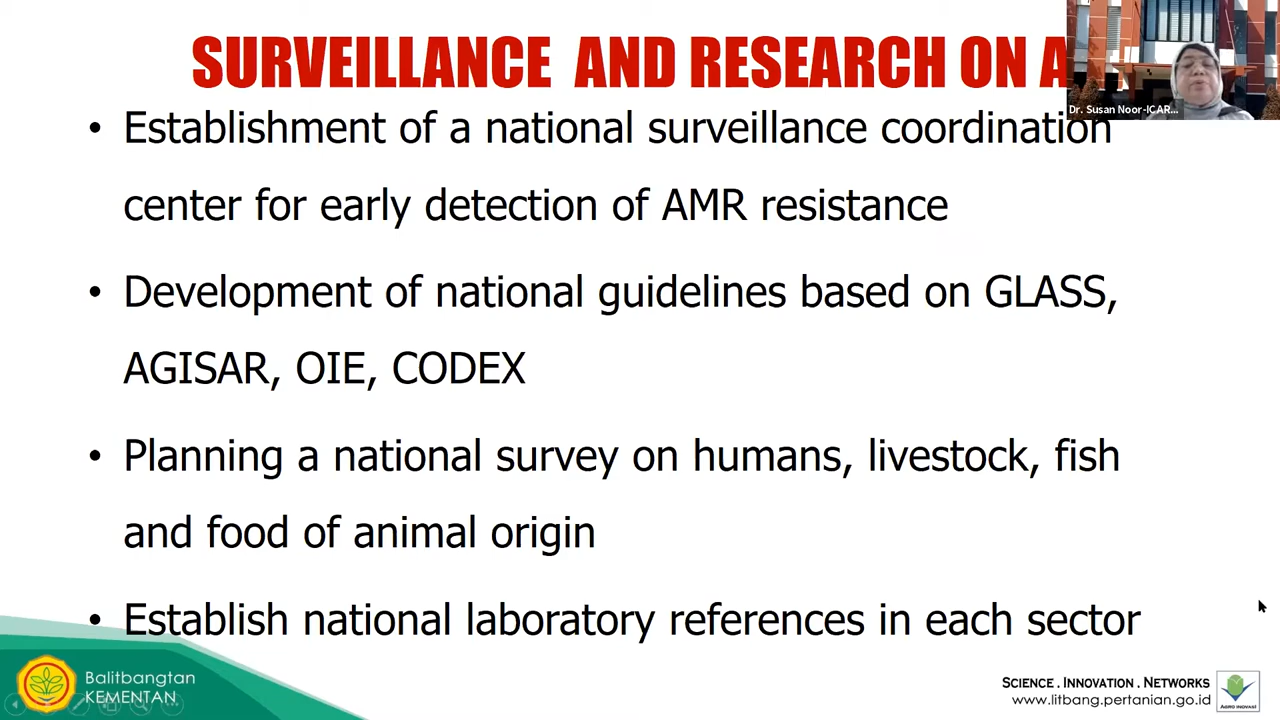 SURVEILLANCE AND RESEARCH ON A
Dr. Susan Noor-ICAR...
• Establishment of a national surveillance coordination
center for early detection of AMR resistance
• Development of national guidelines based on GLASS,
AGISAR, OIE, CODEX
• Planning a national survey on humans, livestock, fish
and food of animal origin
• Establish national laboratory references in each sector
Balitbangtan
KEMENTAN
SCIENCE . INNOVATION . NETWORKS
www.litbang.pertanian.go.id
AGRO INOVASI